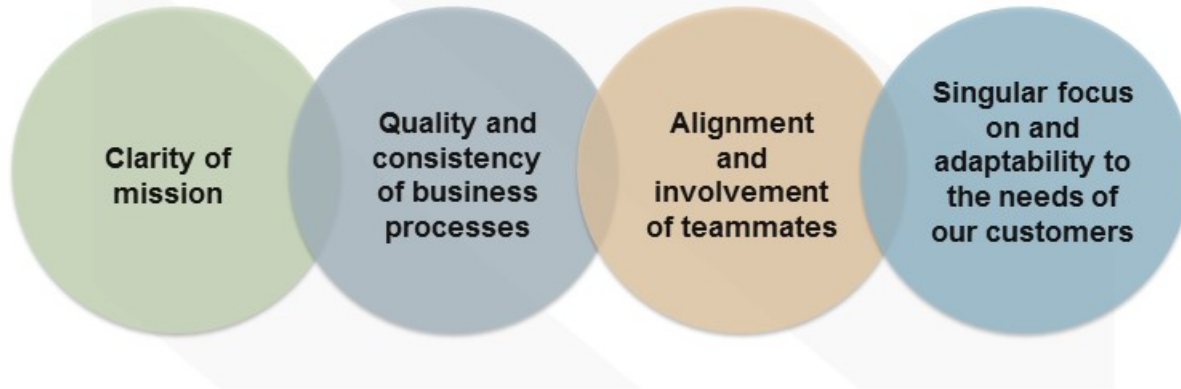 Clarity of
mission
Quality and
consistency
of business
processes
Alignment
and
involvement
of teammates
Singular focus
on and
adaptability to
the needs of
our customers